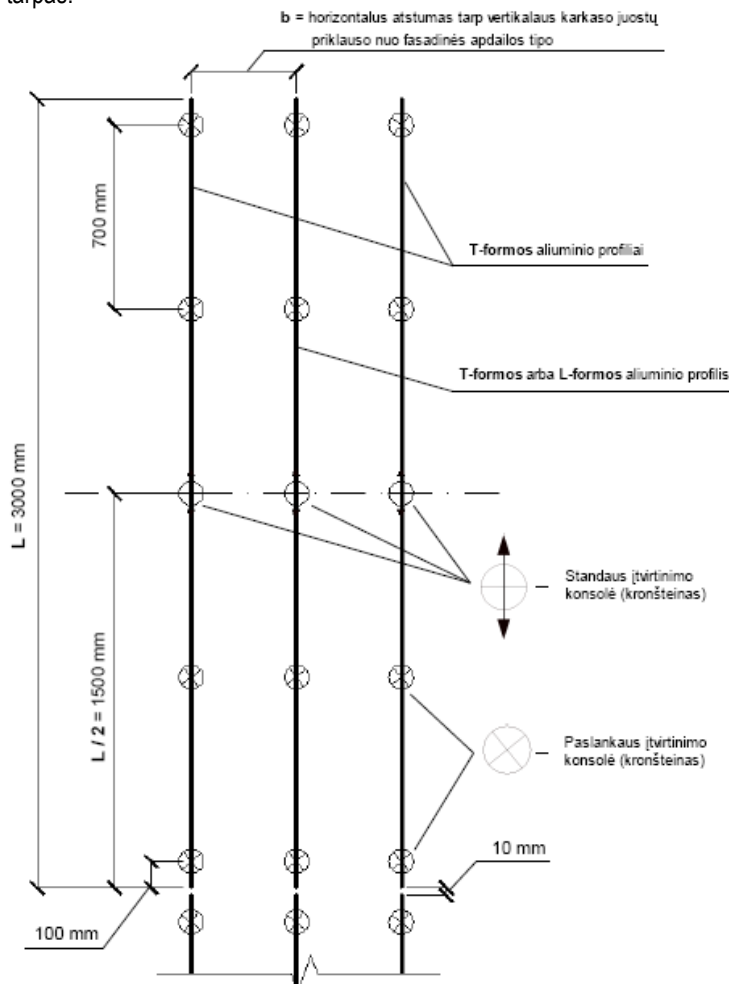 tarpas.
b = horizontalus atstumas tarp vertikalaus karkaso juostų
priklauso nuo fasadinės apdailos tipo
700 mm
T-formos aliuminio profiliai
T-formos arba L-formos aliuminio profilis
L = 3000 mm
Standaus įtvirtinimo
konsolė (kronšteinas)
L / 2 = 1500 mm
Paslankaus įtvirtinimo
konsolė (kronšteinas)
10 mm
100 mm